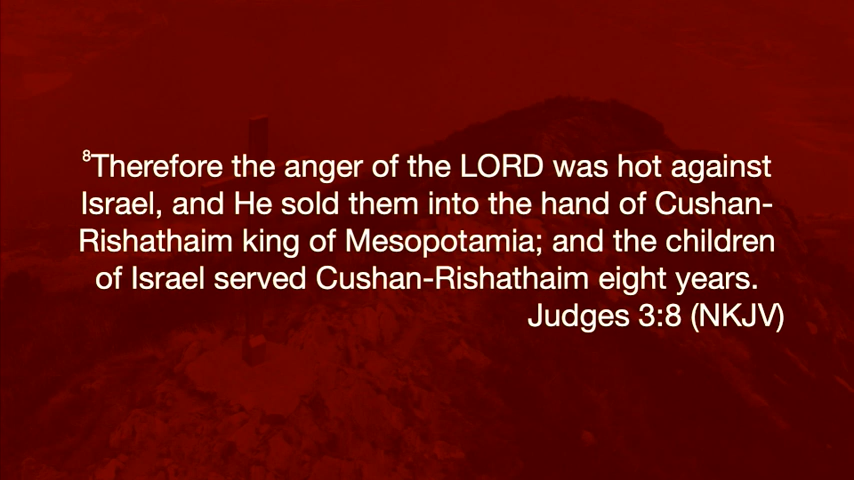 8Therefore the anger of the LORD was hot against
Israel, and He sold them into the hand of Cushan-
Rishathaim king of Mesopotamia; and the children
of Israel served Cushan-Rishathaim eight years.
Judges 3:8 (NKJV)